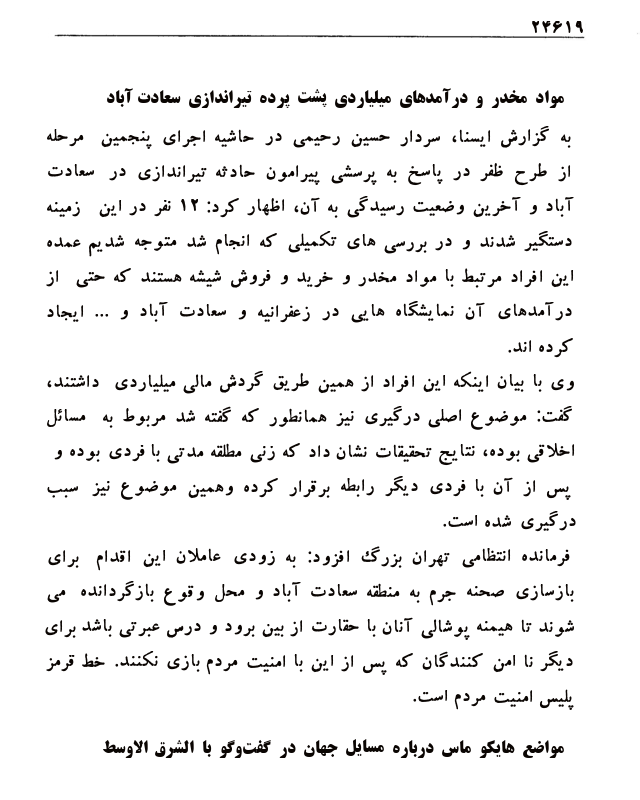 ۲۴۶۱۹
مواد مخدر و درآمدهای میلیاردی پشت پرده تیراندازی سعادت آباد
به گزارش ایسنا، سردار حسین رحیمی در حاشیه اجرای پنجمین مرحله
از طرح ظفر در پاسخ به پرسشی پیرامون حادثه تیراندازی در سعادت
آباد و آخرین وضعیت رسیدگی به آن، اظهار کرد: ۱۲ نفر در این زمینه
دستگیر شدند و در بررسی های تکمیلی که انجام شد متوجه شدیم عمده
این افراد مرتبط با مواد مخدر و خرید و فروش شیشه هستند که حتی از
درآمدهای آن نمایشگاه هایی در زعفرانیه و سعادت آباد و ... ایجاد
کرده اند.
وی با بیان اینکه این افراد از همین طریق گردش مالی میلیاردی داشتند،
گفت: موضوع اصلی درگیری نیز همانطور که گفته شد مربوط به مسائل
اخلاقی بوده، نتایج تحقیقات نشان داد که زنی مطلقه مدتی با فردی بوده و
پس از آن با فردی دیگر رابطه برقرار کرده وهمین موضوع نیز سبب
درگیری شده است.
فرمانده انتظامی تهران بزرگ افزود: به زودی عاملان این اقدام برای
بازسازی صحنه جرم به منطقه سعادت آباد و محل وقوع بازگردانده می
شوند تا هیمنه پوشالی آنان با حقارت از بین برود و درس عبرتی باشد برای
دیگر نا امن کنندگان که پس از این با امنیت مردم بازی نکنند. خط قرمز
پلیس امنیت مردم است.
مواضع هایکو ماس درباره مسایل جهان در گفت‌وگو با الشرق الاوسط